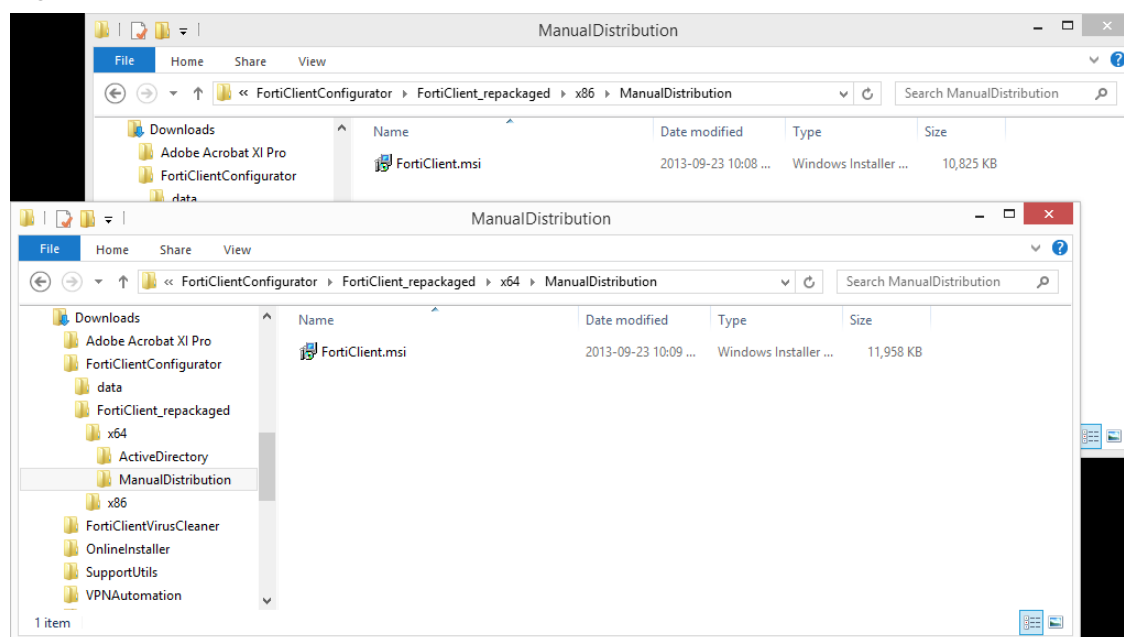 ManualDistribution
File Home Share View
« FortiClientConfigurator FortiClient_repackaged x86 ManualDistribution Search ManualDistribution
Downloads
Adobe Acrobat XI Pro
FortiClientConfigurator
data
Name Date modified Type Size
FortiClient.msi 2013-09-23 10:08 ... Windows Installer ... 10,825 KB
ManualDistribution
File Home Share View
« FortiClientConfigurator FortiClient_repackaged x64 ManualDistribution Search ManualDistribution
Downloads
Adobe Acrobat XI Pro
FortiClientConfigurator
data
FortiClient_repackaged
x64
ActiveDirectory
ManualDistribution
x86
FortiClientVirusCleaner
OnlineInstaller
SupportUtils
VPNAutomation
Name Date modified Type Size
FortiClient.msi 2013-09-23 10:09 ... Windows Installer ... 11,958 KB
1 item